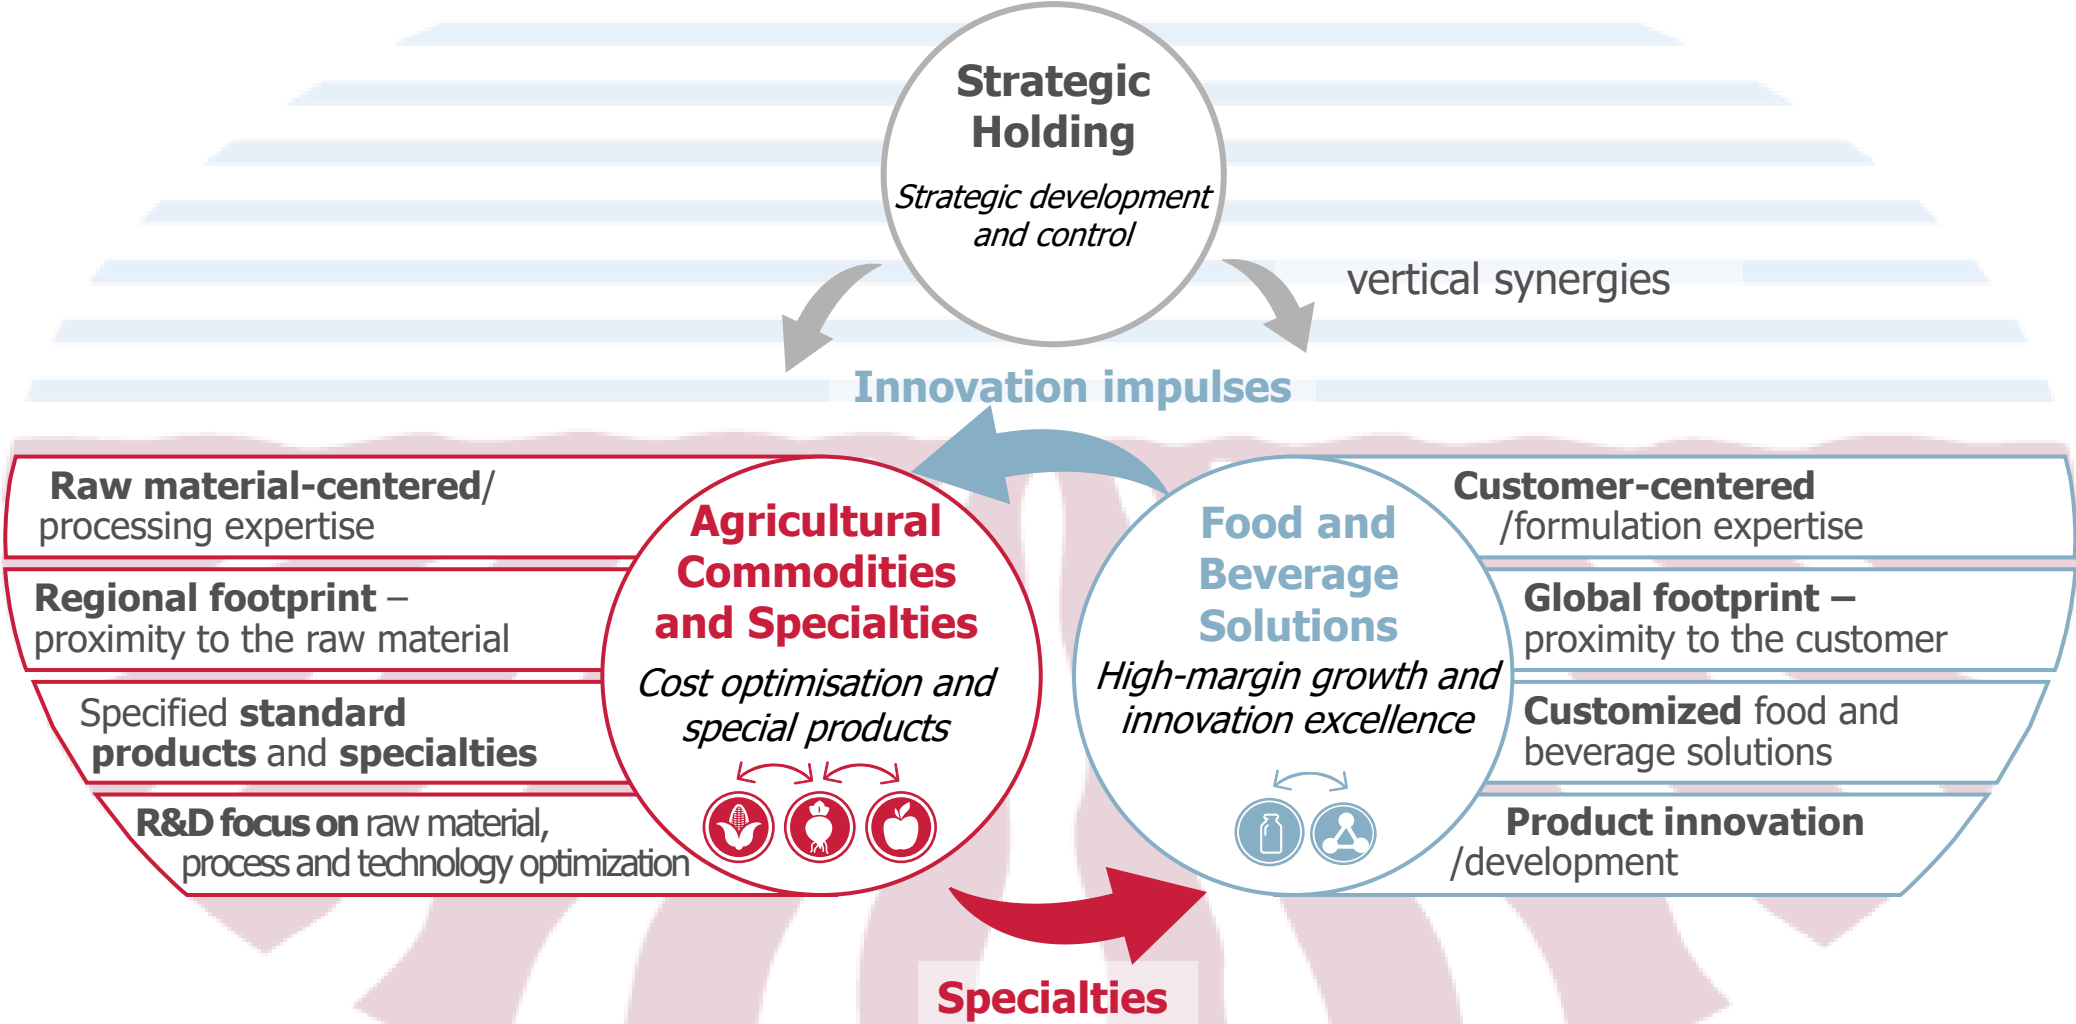 Strategic
Holding
Strategic development
and control
vertical synergies
Innovation impulses
Raw material-centered/
processing expertise
Regional footprint –
proximity to the raw material
Specified standard
products and specialties
R&D focus on raw material,
process and technology optimization
Agricultural
Commodities
and Specialties
Cost optimisation and
special products
Food and
Beverage
Solutions
High-margin growth and
innovation excellence
Customer-centered
/formulation expertise
Global footprint –
proximity to the customer
Customized food and
beverage solutions
Product innovation
/development
Specialties